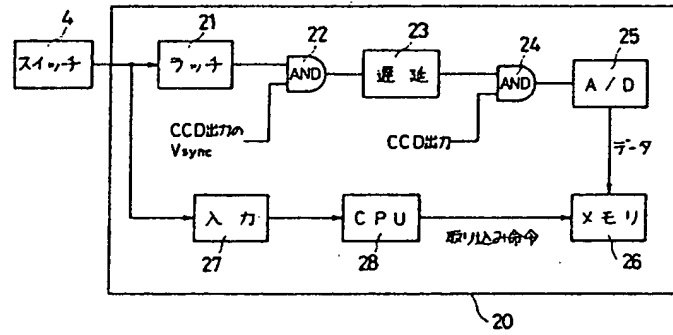 4
スイッチ
21
ラッチ
22
AND
23
遅延
24
AND
25
A/D
CCD出力の
Vsync
CCD出力
データ
入力
27
CPU
28
取り込み命令
メモリ
26
20